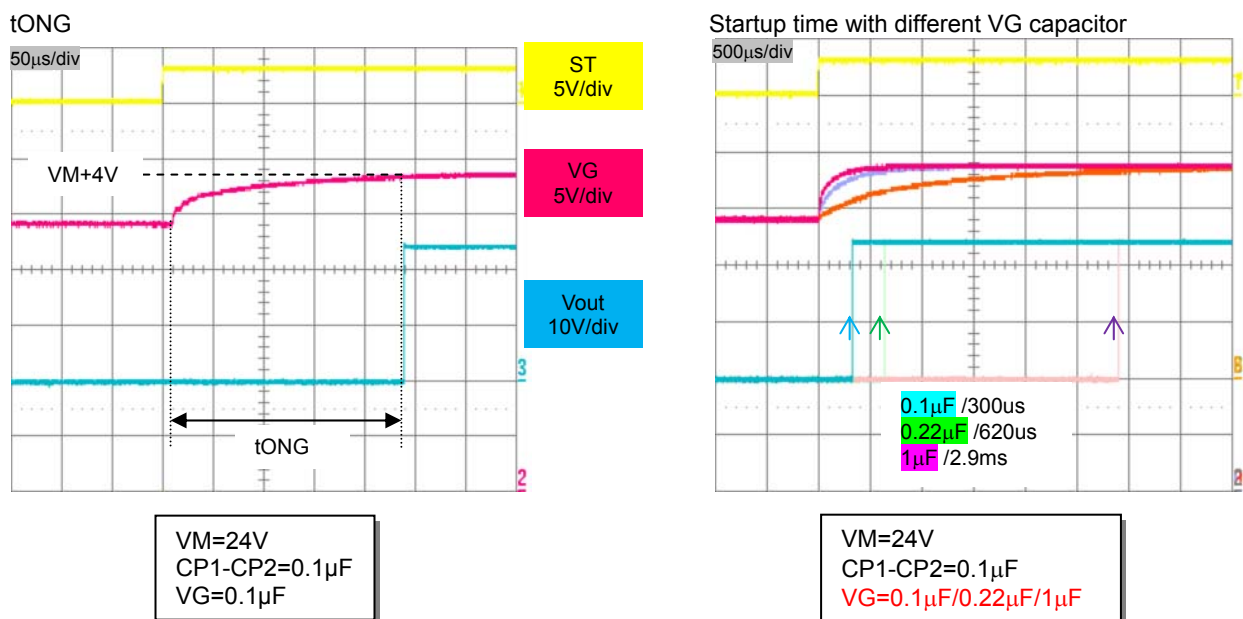 tONG
50µs/div
ST
5V/div
VM+4V
VG
5V/div
Vout
10V/div
3
tONG
2
VM=24V
CP1-CP2=0.1µF
VG=0.1µF
Startup time with different VG capacitor
500µs/div
0.1µF /300us
0.22µF /620us
1µF /2.9ms
VM=24V
CP1-CP2=0.1µF
VG=0.1µF/0.22µF/1µF